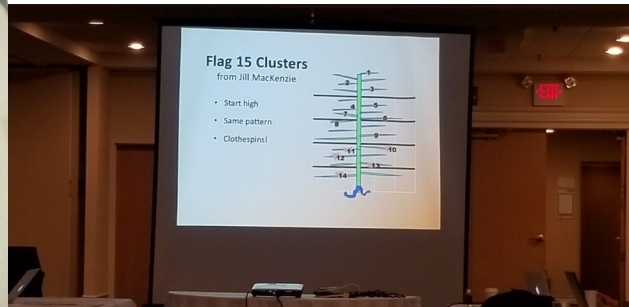 Flag 15 Clusters
from Jill MacKenzie
• Start high
• Same pattern
• Clothespins!
1
2
3
4
5
7
6
8
9
11
10
12
13
14
EXIT